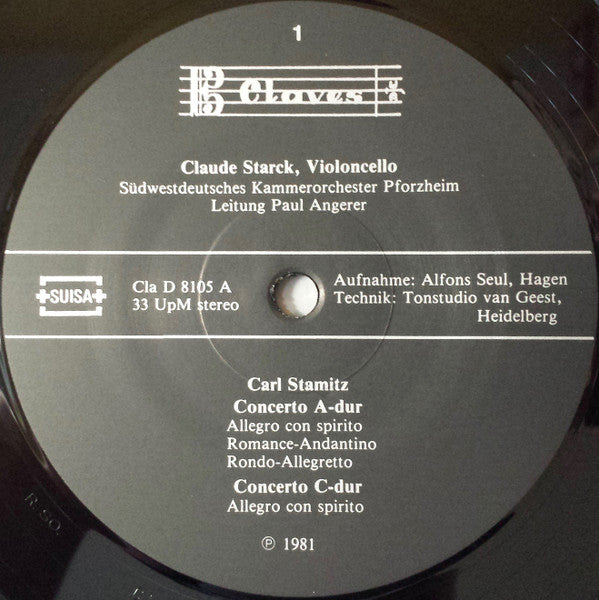 1
Claves
Claude Starck, Violoncello
Südwestdeutsches Kammerorchester Pforzheim
Leitung Paul Angerer
SUISA
Cla D 8105 A
33 UpM stereo
Aufnahme: Alfons Seul, Hagen
Technik: Tonstudio van Geest,
Heidelberg
Carl Stamitz
Concerto A-dur
Allegro con spirito
Romance-Andantino
Rondo-Allegretto
Concerto C-dur
Allegro con spirito
℗ 1981
R.SO.